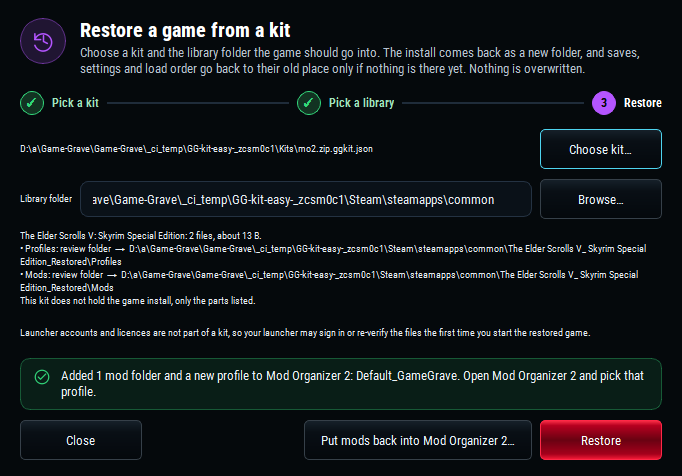 Restore a game from a kit
Choose a kit and the library folder the game should go into. The install comes back as a new folder, and saves,
settings and load order go back to their old place only if nothing is there yet. Nothing is overwritten.
✓ Pick a kit
✓ Pick a library
3 Restore
D:\a\Game-Grave\Game-Grave\_ci_temp\GG-kit-easy-_zcsm0c1\Kits\mo2.zip.ggkit.json
Choose kit...
Library folder
ave\Game-Grave\_ci_temp\GG-kit-easy-_zcsm0c1\Steam\steamapps\common
Browse...
The Elder Scrolls V: Skyrim Special Edition: 2 files, about 13 B.
• Profiles: review folder → D:\a\Game-Grave\Game-Grave\_ci_temp\GG-kit-easy-_zcsm0c1\Steam\steamapps\common\The Elder Scrolls V_ Skyrim Special
Edition_Restored\Profiles
• Mods: review folder → D:\a\Game-Grave\Game-Grave\_ci_temp\GG-kit-easy-_zcsm0c1\Steam\steamapps\common\The Elder Scrolls V_ Skyrim Special
Edition_Restored\Mods
This kit does not hold the game install, only the parts listed.
Launcher accounts and licences are not part of a kit, so your launcher may sign in or re-verify the files the first time you start the restored game.
Added 1 mod folder and a new profile to Mod Organizer 2: Default_GameGrave. Open Mod Organizer 2 and pick that
profile.
Close
Put mods back into Mod Organizer 2...
Restore